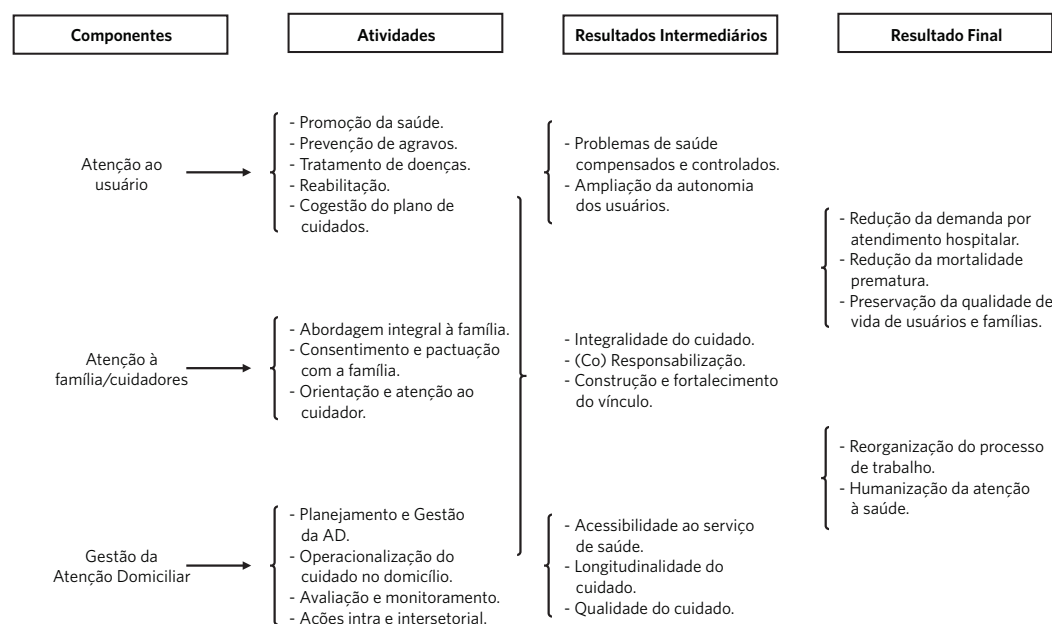 Componentes
Atividades
Resultados Intermediários
Resultado Final
Atenção ao
usuário
- Promoção da saúde.
- Prevenção de agravos.
- Tratamento de doenças.
- Reabilitação.
- Cogestão do plano de
cuidados.
- Problemas de saúde
compensados e controlados.
- Ampliação da autonomia
dos usuários.
- Redução da demanda por
atendimento hospitalar.
- Redução da mortalidade
prematura.
- Preservação da qualidade de
vida de usuários e famílias.
Atenção à
família/cuidadores
- Abordagem integral à família.
- Consentimento e pactuação
com a família.
- Orientação e atenção ao
cuidador.
- Integralidade do cuidado.
- (Co) Responsabilização.
- Construção e fortalecimento
do vínculo.
- Reorganização do processo
de trabalho.
- Humanização da atenção
à saúde.
Gestão da
Atenção Domiciliar
- Planejamento e Gestão
da AD.
- Operacionalização do
cuidado no domicílio.
- Avaliação e monitoramento.
- Ações intra e intersetorial.
- Acessibilidade ao serviço
de saúde.
- Longitudinalidade do
cuidado.
- Qualidade do cuidado.